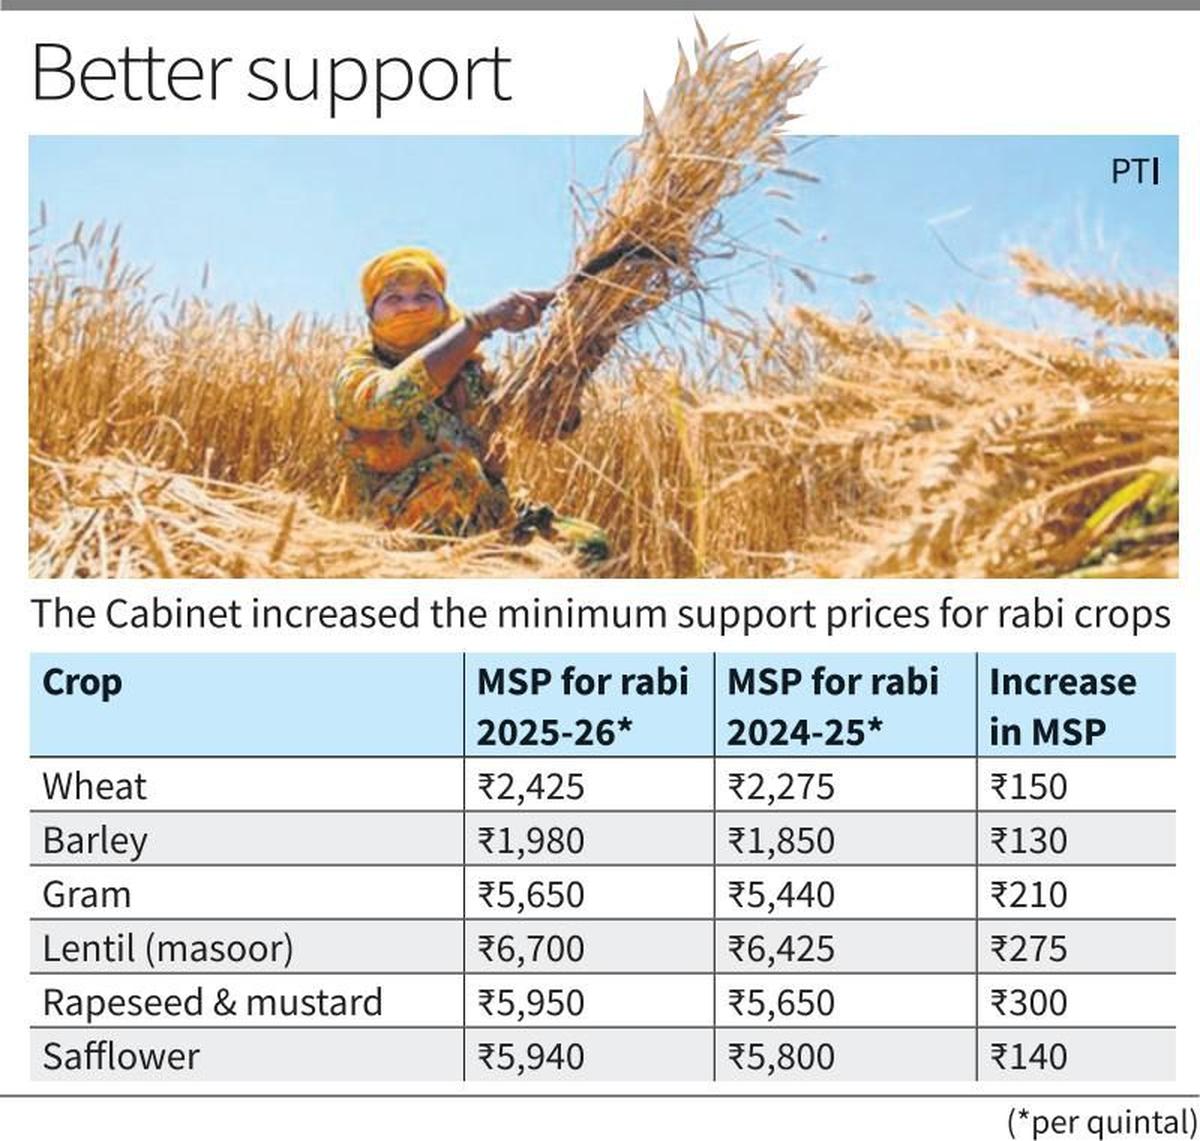 Better support
PTI
The Cabinet increased the minimum support prices for rabi crops
Crop MSP for rabi 2025-26* MSP for rabi 2024-25* Increase in MSP
Wheat ₹2,425 ₹2,275 ₹150
Barley ₹1,980 ₹1,850 ₹130
Gram ₹5,650 ₹5,440 ₹210
Lentil (masoor) ₹6,700 ₹6,425 ₹275
Rapeseed & mustard ₹5,950 ₹5,650 ₹300
Safflower ₹5,940 ₹5,800 ₹140
(*per quintal)